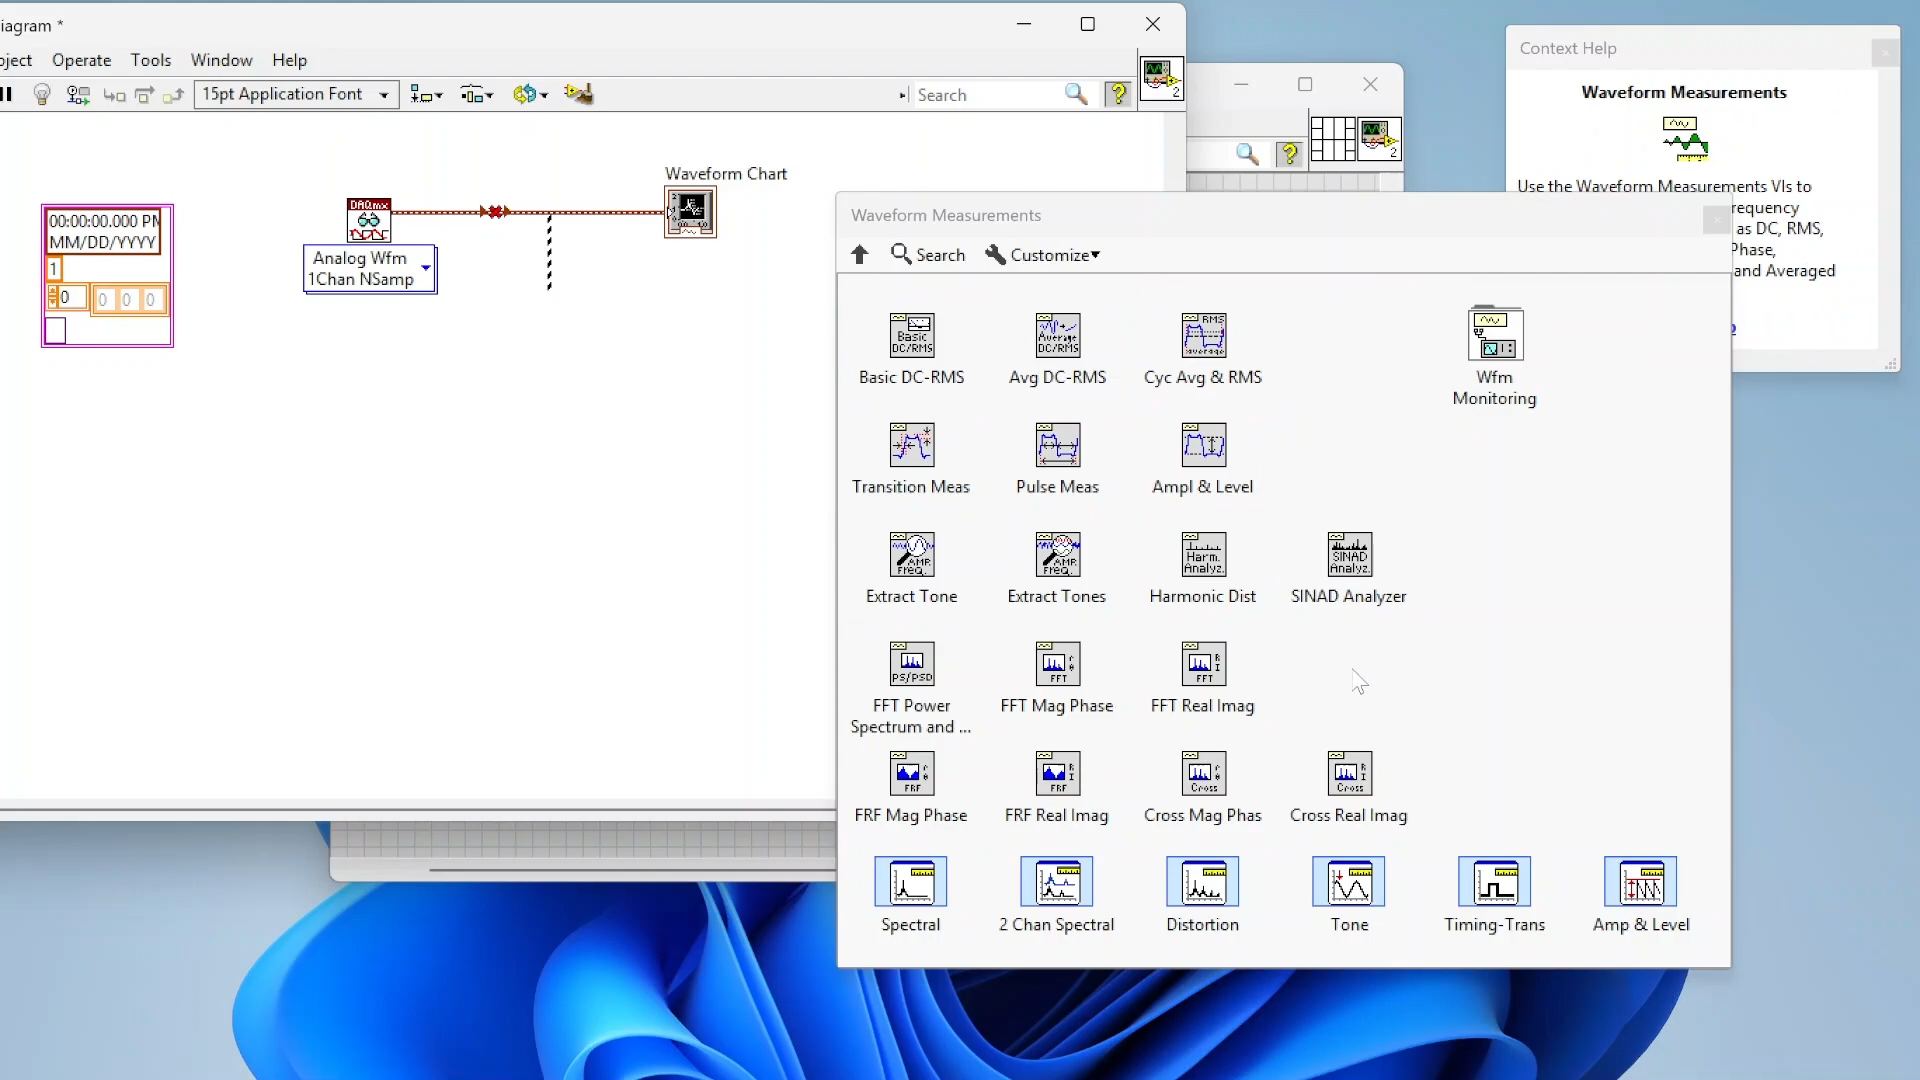 iagram *
oject Operate Tools Window Help
15pt Application Font
Search
?
2
Waveform Chart
DAQmx
Analog Wfm
1Chan NSamp
00:00:00.000 PM
MM/DD/YYYY
1
0
0 0 0
?
2
Context Help
Waveform Measurements
Use the Waveform Measurements VIs to
requency
as DC, RMS,
Phase,
and Averaged
Waveform Measurements
Search Customize
Basic
DC/RMS
Average
DC/RMS
RMS
average
Basic DC-RMS
Avg DC-RMS
Cyc Avg & RMS
Wfm
Monitoring
Transition Meas
Pulse Meas
Ampl & Level
AMP
FREQ.
AMP
FREQ.
Harm.
Analyz.
SINAD
Analyz.
Extract Tone
Extract Tones
Harmonic Dist
SINAD Analyzer
PS/PSD
FFT
FFT
FFT Power
Spectrum and ...
FFT Mag Phase
FFT Real Imag
FRF
FRF
Cross
Cross
FRF Mag Phase
FRF Real Imag
Cross Mag Phas
Cross Real Imag
Spectral
2 Chan Spectral
Distortion
Tone
Timing-Trans
Amp & Level